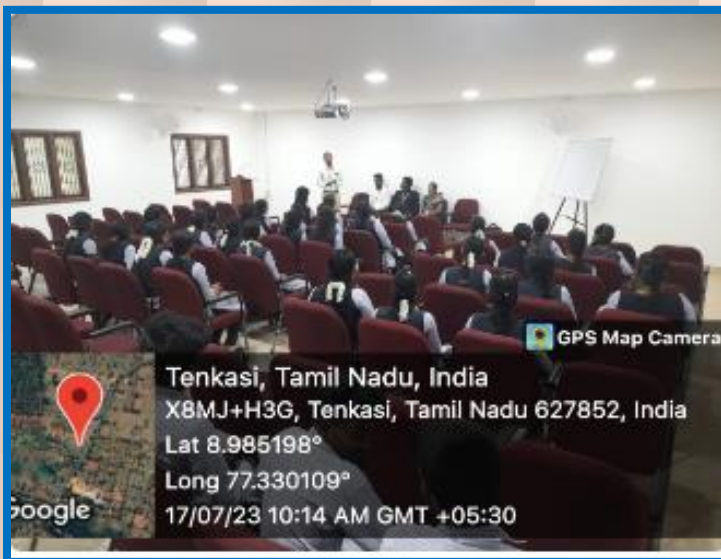 GPS Map Camera
Tenkasi, Tamil Nadu, India
X8MJ+H3G, Tenkasi, Tamil Nadu 627852, India
Lat 8.985198°
Long 77.330109°
17/07/23 10:14 AM GMT +05:30
Google